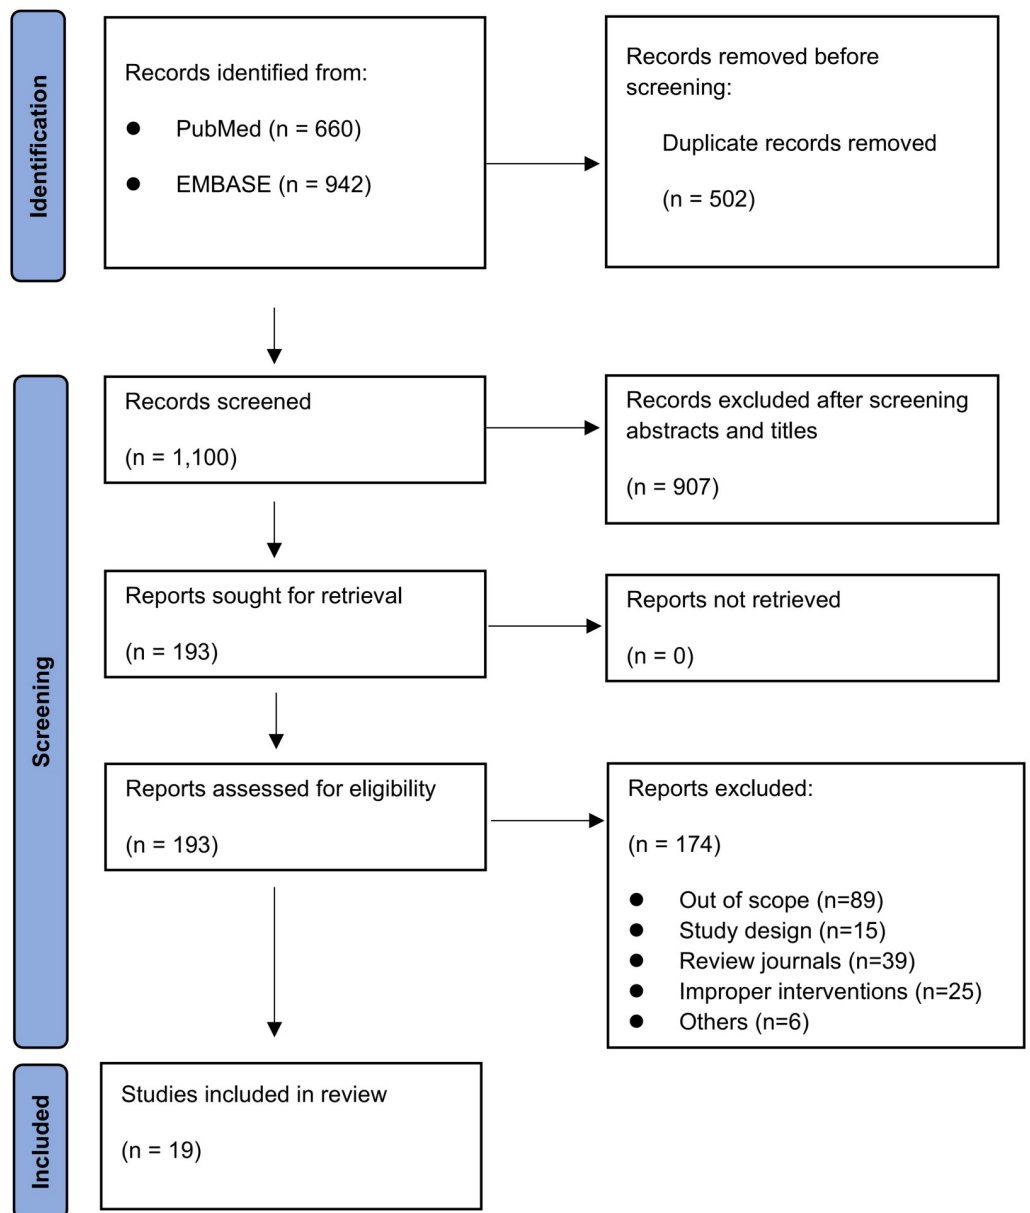 Identification
Records identified from:
● PubMed (n = 660)
● EMBASE (n = 942)
Records removed before
screening:
Duplicate records removed
(n = 502)
Screening
Records screened
(n = 1,100)
Records excluded after screening
abstracts and titles
(n = 907)
Reports sought for retrieval
(n = 193)
Reports not retrieved
(n = 0)
Reports assessed for eligibility
(n = 193)
Reports excluded:
(n = 174)
● Out of scope (n=89)
● Study design (n=15)
● Review journals (n=39)
● Improper interventions (n=25)
● Others (n=6)
Included
Studies included in review
(n = 19)